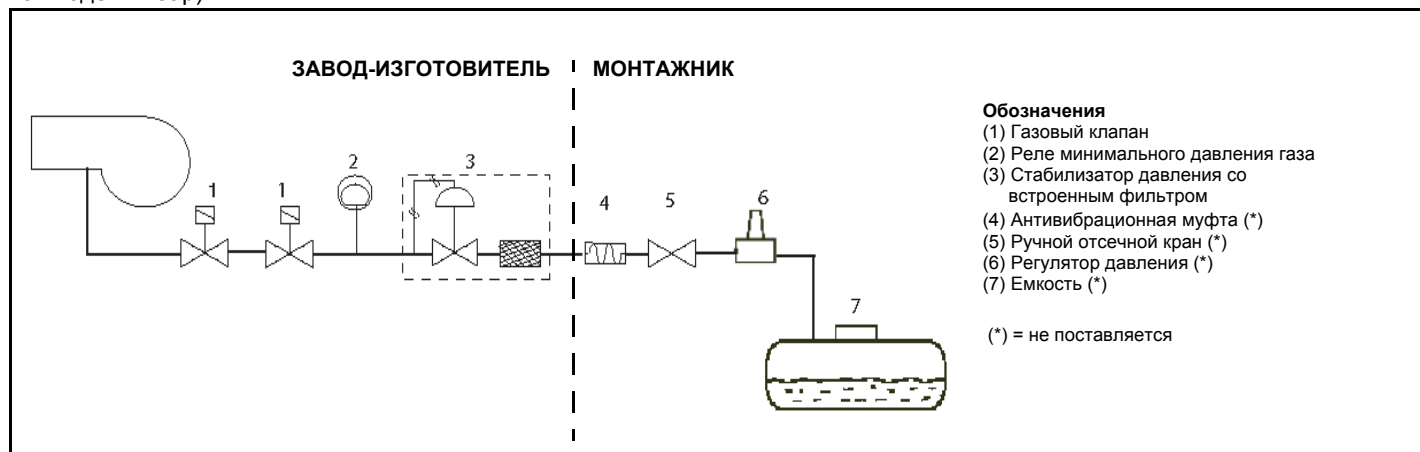 ЗАВОД-ИЗГОТОВИТЕЛЬ
МОНТАЖНИК
1
1
2
3
4
5
6
7
Обозначения
(1) Газовый клапан
(2) Реле минимального давления газа
(3) Стабилизатор давления со
встроенным фильтром
(4) Антивибрационная муфта (*)
(5) Ручной отсечной кран (*)
(6) Регулятор давления (*)
(7) Емкость (*)
(*) = не поставляется